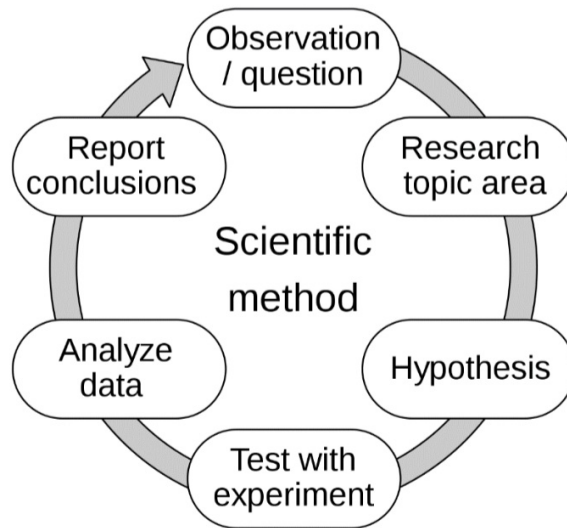 Observation
/ question
Research
topic area
Hypothesis
Test with
experiment
Analyze
data
Report
conclusions
Scientific
method